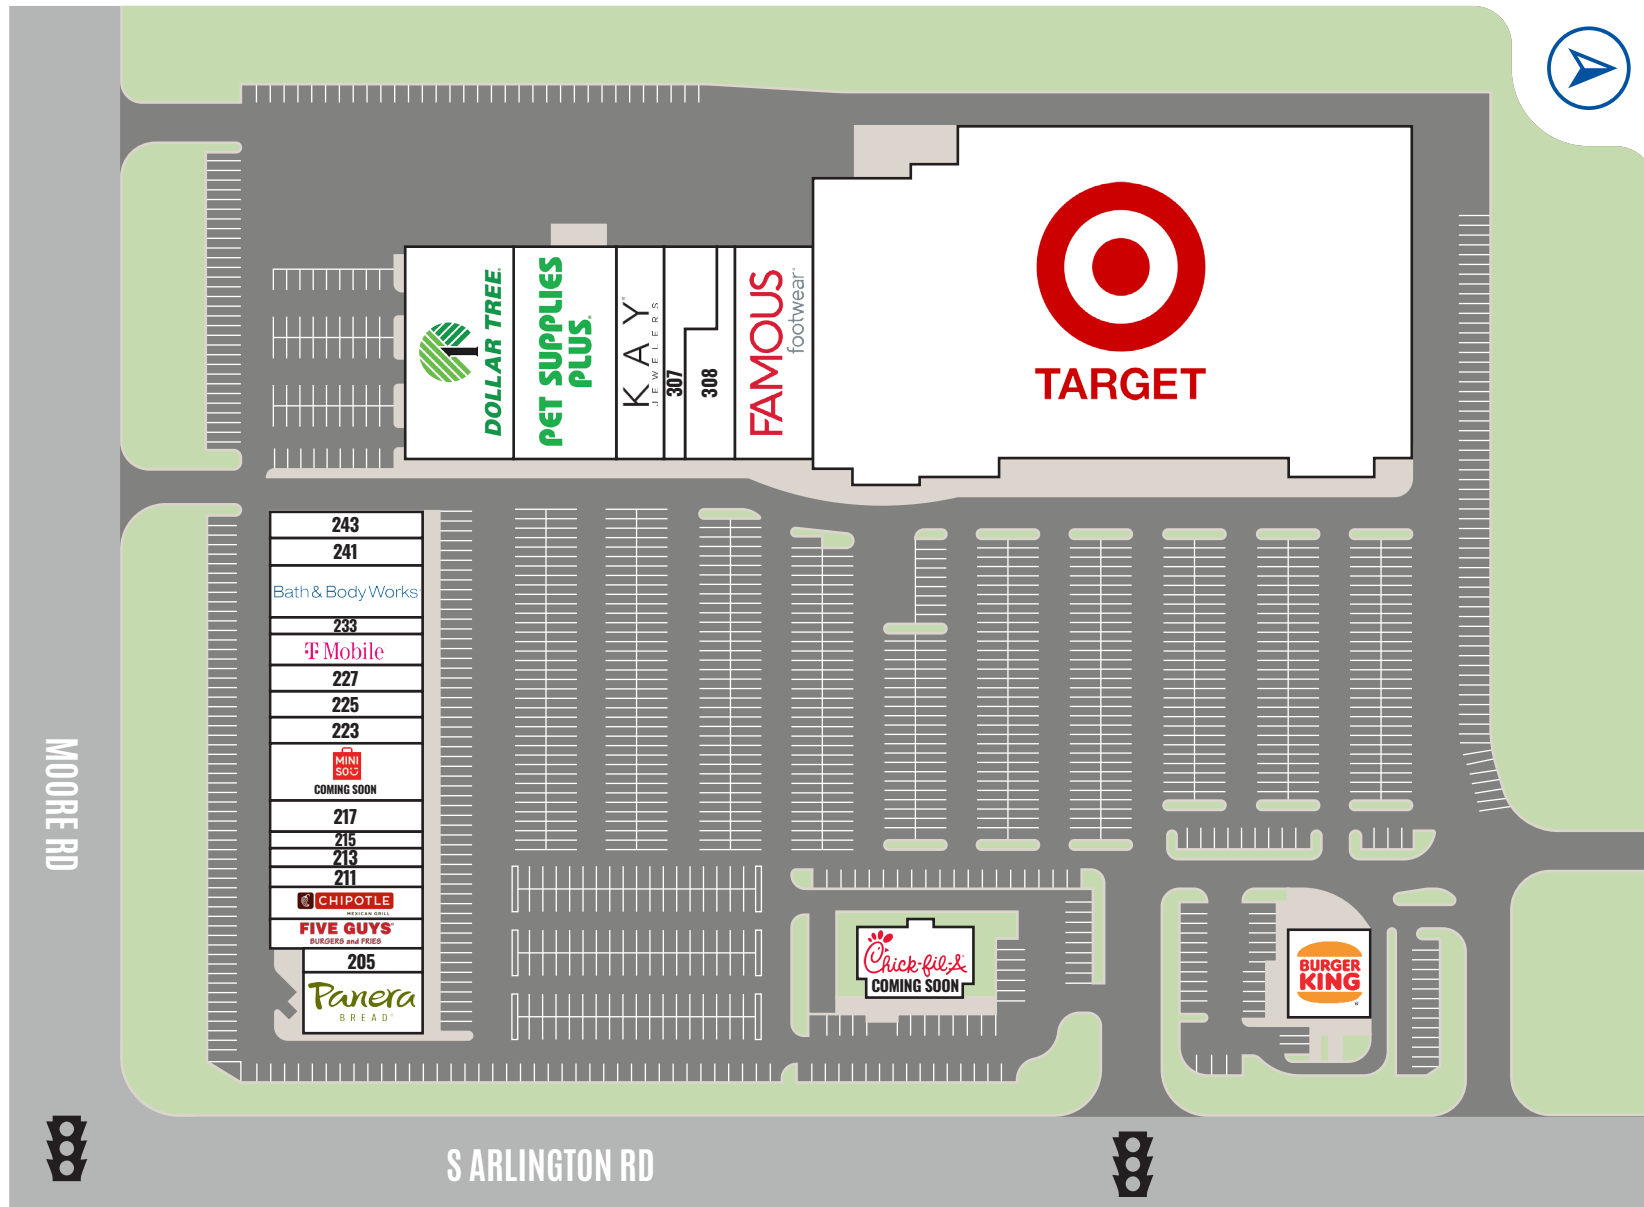 TARGET
DOLLAR TREE
PET SUPPLIES
PLUS
KAY
JEWELERS
307
308
FAMOUS
footwear
243
241
Bath & Body Works
233
T Mobile
227
225
223
MINI
SO
COMING SOON
217
215
213
211
CHIPOTLE
MEXICAN GRILL
FIVE GUYS
BURGERS and FRIES
205
Panera
BREAD
Chick-fil-A
COMING SOON
BURGER
KING
MOORE RD
S ARLINGTON RD